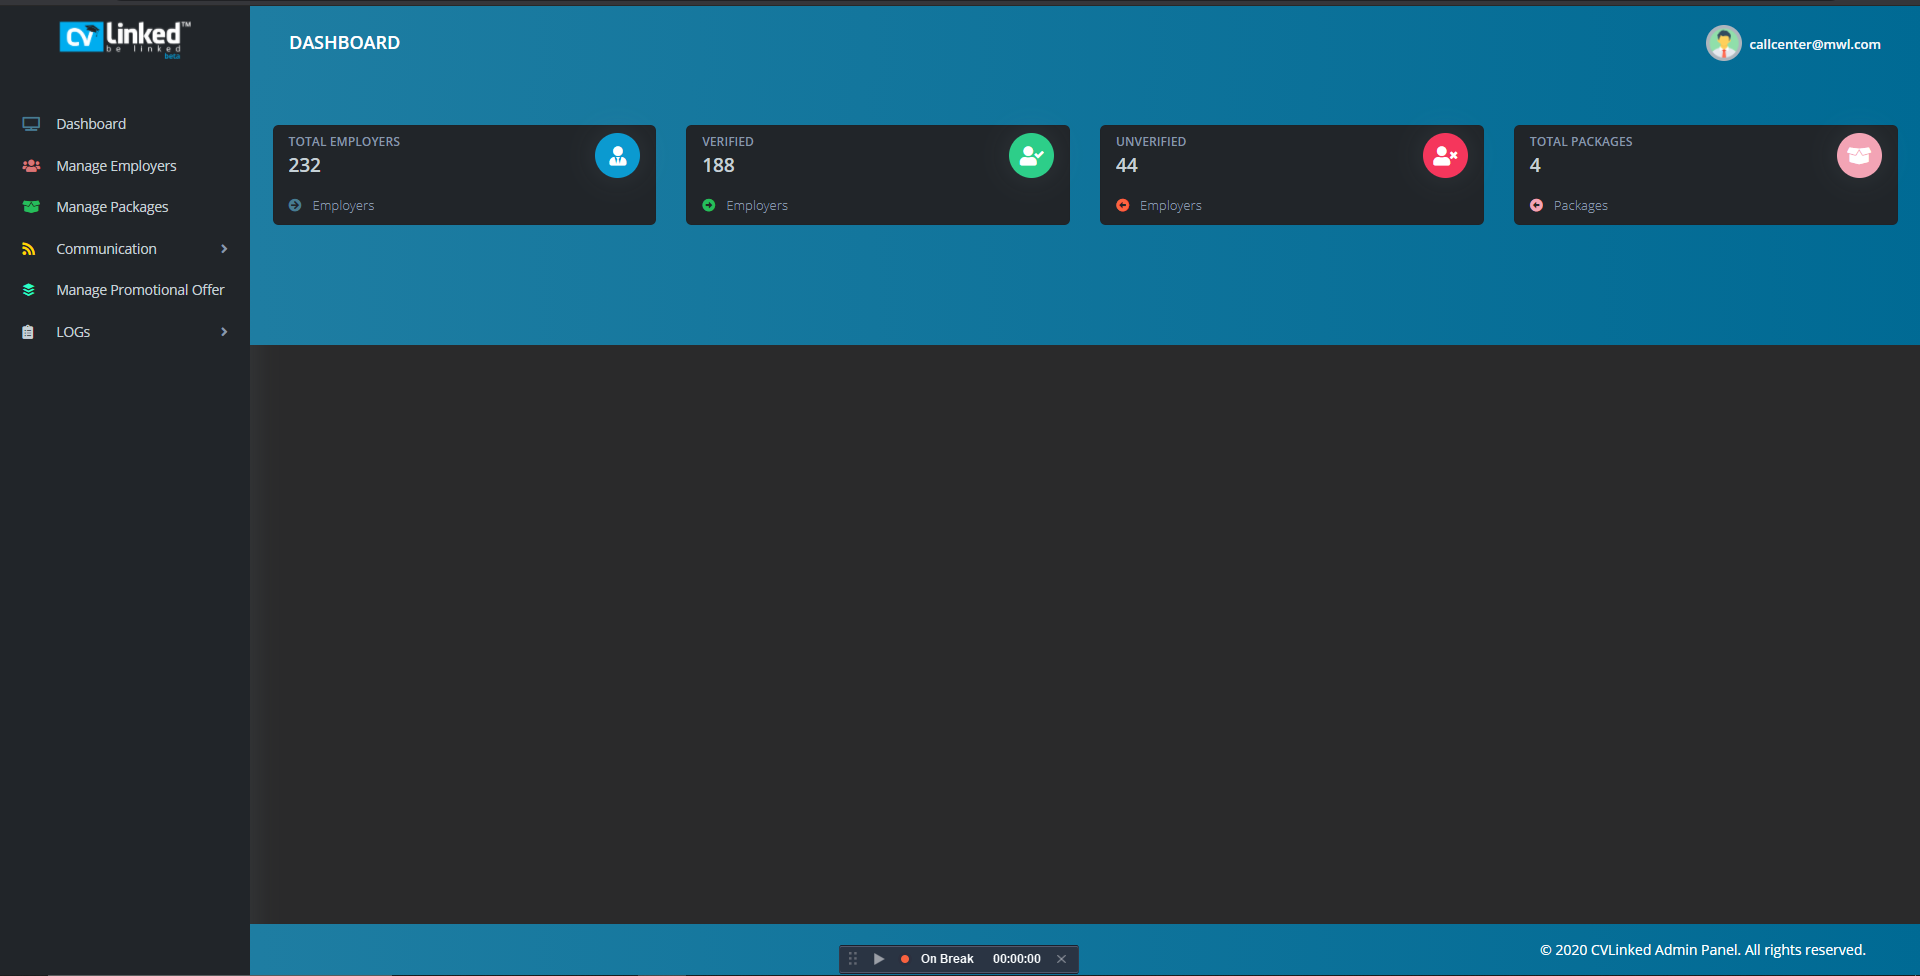 CV Linked™
be linked
beta
Dashboard
Manage Employers
Manage Packages
Communication
Manage Promotional Offer
LOGs
DASHBOARD
callcenter@mwl.com
TOTAL EMPLOYERS
232
Employers
VERIFIED
188
Employers
UNVERIFIED
44
Employers
TOTAL PACKAGES
4
Packages
On Break 00:00:00
© 2020 CVLinked Admin Panel. All rights reserved.